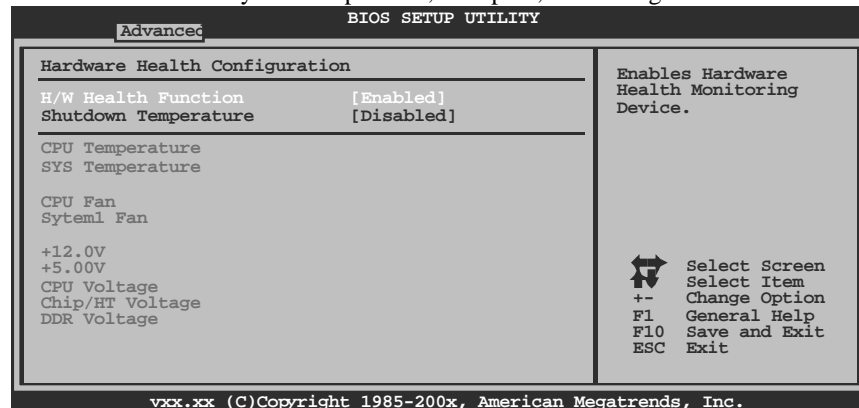 BIOS SETUP UTILITY
Advanced
Hardware Health Configuration
H/W Health Function [Enabled]
Shutdown Temperature [Disabled]
CPU Temperature
SYS Temperature
CPU Fan
Sytem1 Fan
+12.0V
+5.00V
CPU Voltage
Chip/HT Voltage
DDR Voltage
Enables Hardware
Health Monitoring
Device.
Select Screen
Select Item
+- Change Option
F1 General Help
F10 Save and Exit
ESC Exit
vxx.xx (C)Copyright 1985-200x, American Megatrends, Inc.